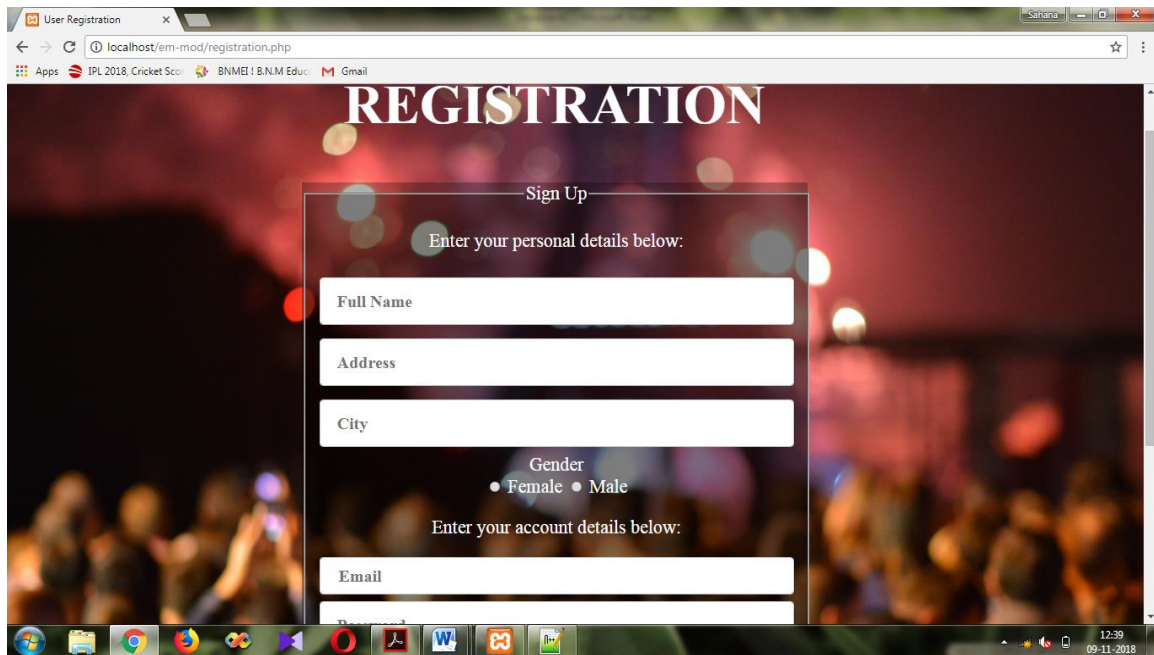 User Registration
Sahana
localhost/em-mod/registration.php
Apps IPL 2018, Cricket Sco BNMEI ! B.N.M Educ Gmail
REGISTRATION
Sign Up
Enter your personal details below:
Full Name
Address
City
Gender
Female Male
Enter your account details below:
Email
Password
12:39
09-11-2018